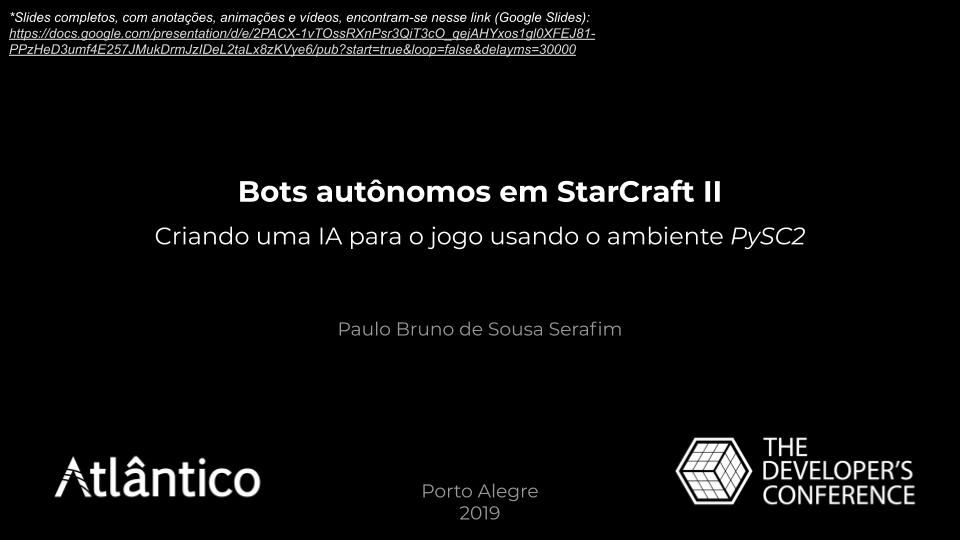 *Slides completos, com anotações, animações e vídeos, encontram-se nesse link (Google Slides):
https://docs.google.com/presentation/d/e/2PACX-1vTOssRXnPsr3QiT3cO_qejAHYxos1gl0XFEJ81-
PPzHeD3umf4E257JMukDrmJzIDeL2taLx8zKVye6/pub?start=true&loop=false&delayms=30000
Bots autônomos em StarCraft II
Criando uma IA para o jogo usando o ambiente PySC2
Paulo Bruno de Sousa Serafim
Atlântico
Porto Alegre
2019
THE
DEVELOPER'S
CONFERENCE